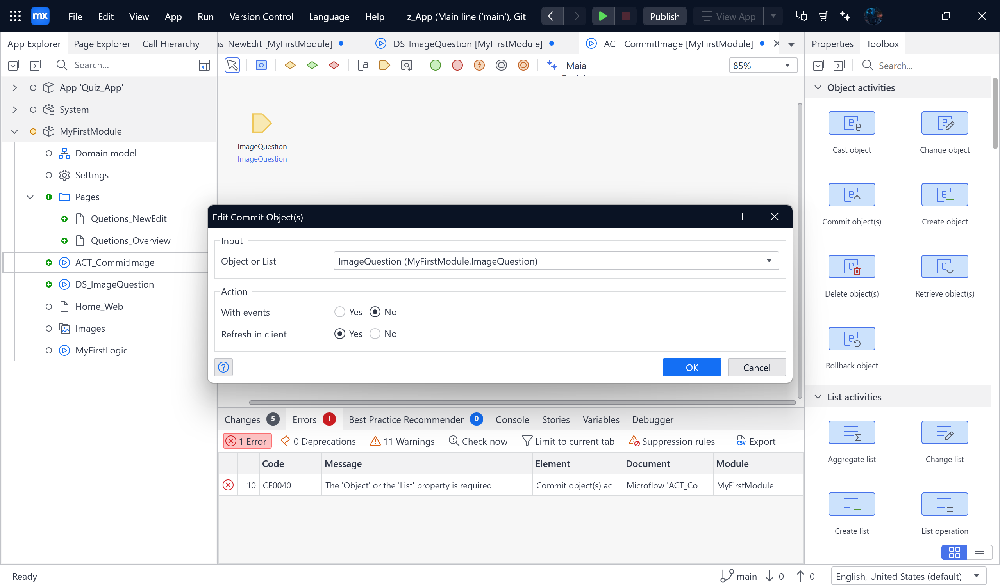 mx File Edit View App Run Version Control Language Help z_App (Main line ('main'), Git Publish View App
App Explorer Page Explorer Call Hierarchy
Search...
App 'Quiz_App'
System
MyFirstModule
Domain model
Settings
Pages
Quetions_NewEdit
Quetions_Overview
ACT_CommitImage
DS_ImageQuestion
Home_Web
Images
MyFirstLogic
s_NewEdit [MyFirstModule] DS_ImageQuestion [MyFirstModule] ACT_CommitImage [MyFirstModule]
Maia
85%
ImageQuestion
ImageQuestion
Edit Commit Object(s)
Input
Object or List ImageQuestion (MyFirstModule.ImageQuestion)
Action
With events Yes No
Refresh in client Yes No
? OK Cancel
Changes 5 Errors 1 Best Practice Recommender 0 Console Stories Variables Debugger
1 Error 0 Deprecations 11 Warnings Check now Limit to current tab Suppression rules CSV Export
Code Message Element Document Module
10 CE0040 The 'Object' or the 'List' property is required. Commit object(s) ac... Microflow 'ACT_Co... MyFirstModule
Properties Toolbox
Search...
Object activities
Cast object Change object
Commit object(s) Create object
Delete object(s) Retrieve object(s)
Rollback object
List activities
Aggregate list Change list
Create list List operation
Ready main 0 0 English, United States (default)